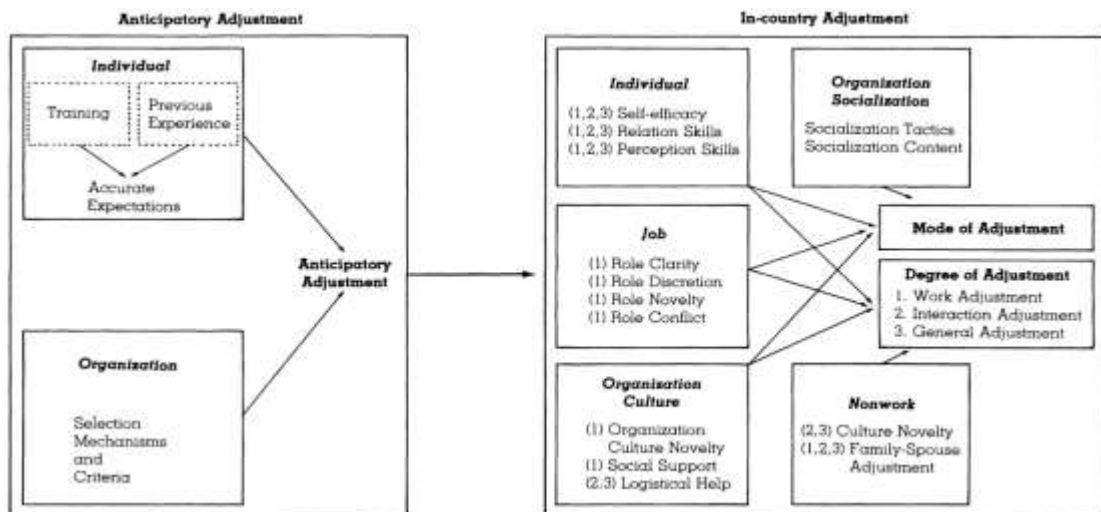 Anticipatory Adjustment
Individual
Training
Previous
Experience
Accurate
Expectations
Anticipatory
Adjustment
Organization
Selection
Mechanisms
and
Criteria
In-country Adjustment
Individual
(1,2,3) Self-efficacy
(1,2,3) Relation Skills
(1,2,3) Perception Skills
Organization
Socialization
Socialization Tactics
Socialization Content
Job
(1) Role Clarity
(1) Role Discretion
(1) Role Novelty
(1) Role Conflict
Mode of Adjustment
Degree of Adjustment
1. Work Adjustment
2. Interaction Adjustment
3. General Adjustment
Organization
Culture
(1) Organization
Culture Novelty
(1) Social Support
(2,3) Logistical Help
Nonwork
(2,3) Culture Novelty
(1,2,3) Family-Spouse
Adjustment